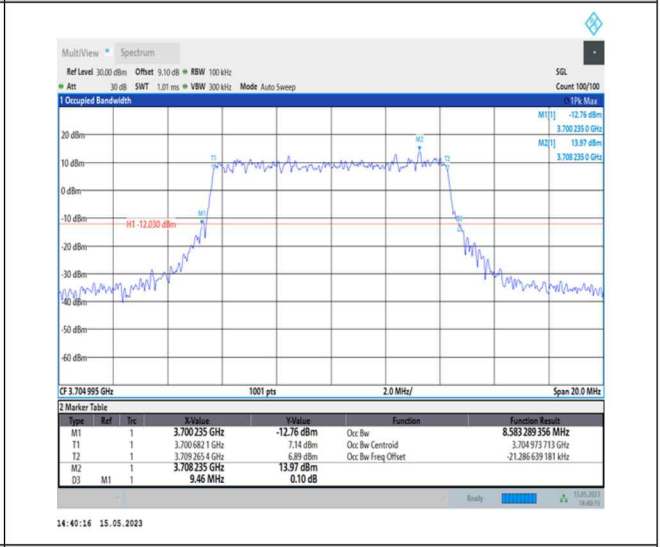 MultiView Spectrum
Ref Level 30.00 dBm Offset 9.10 dB RBW 100 kHz SGL
Att 30 dB SWT 1.01 ms VBW 300 kHz Mode Auto Sweep Count 100/100
1 Occupied Bandwidth 1Pk Max
M1[1] -12.76 dBm
3.700 235 0 GHz
M2[1] 13.97 dBm
3.708 235 0 GHz
20 dBm
M2
T1 T2
10 dBm
0 dBm
M1
-10 dBm
H1 -12.030 dBm
-20 dBm
-30 dBm
-40 dBm
-50 dBm
-60 dBm
CF 3.704 995 GHz 1001 pts 2.0 MHz/ Span 20.0 MHz
2 Marker Table
Type Ref Trc X-Value Y-Value Function Function Result
M1 1 3.700 235 GHz -12.76 dBm Occ Bw 8.583 289 356 MHz
T1 1 3.700 682 1 GHz 7.14 dBm Occ Bw Centroid 3.704 973 713 GHz
T2 1 3.709 265 4 GHz 6.89 dBm Occ Bw Freq Offset -21.286 639 181 kHz
M2 1 3.708 235 GHz 13.97 dBm
D3 M1 1 9.46 MHz 0.10 dB
Ready 15.05.2023
14:40:15
14:40:16 15.05.2023